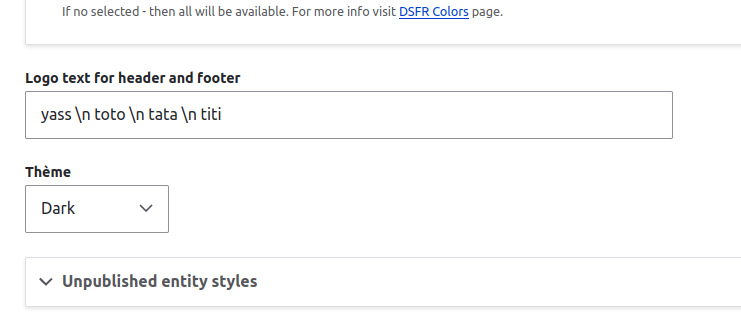 If no selected - then all will be available. For more info visit DSFR Colors page.
Logo text for header and footer
yass \n toto \n tata \n titi
Thème
Dark
Unpublished entity styles